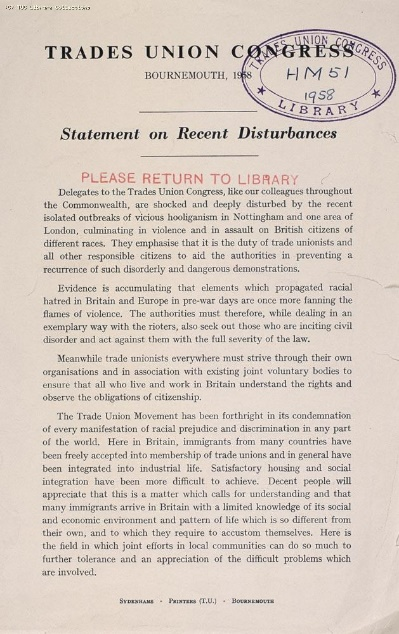 TUC Library Collections
TRADES UNION CONGRESS
BOURNEMOUTH, 1958
TRADES UNION CONGRESS
HM51
1958
LIBRARY
Statement on Recent Disturbances
PLEASE RETURN TO LIBRARY
Delegates to the Trades Union Congress, like our colleagues throughout
the Commonwealth, are shocked and deeply disturbed by the recent
isolated outbreaks of vicious hooliganism in Nottingham and one area of
London, culminating in violence and in assault on British citizens of
different races. They emphasise that it is the duty of trade unionists and
all other responsible citizens to aid the authorities in preventing a
recurrence of such disorderly and dangerous demonstrations.
Evidence is accumulating that elements which propagated racial
hatred in Britain and Europe in pre-war days are once more fanning the
flames of violence. The authorities must therefore, while dealing in an
exemplary way with the rioters, also seek out those who are inciting civil
disorder and act against them with the full severity of the law.
Meanwhile trade unionists everywhere must strive through their own
organisations and in association with existing joint voluntary bodies to
ensure that all who live and work in Britain understand the rights and
observe the obligations of citizenship.
The Trade Union Movement has been forthright in its condemnation
of every manifestation of racial prejudice and discrimination in any part
of the world. Here in Britain, immigrants from many countries have
been freely accepted into membership of trade unions and in general have
been integrated into industrial life. Satisfactory housing and social
integration have been more difficult to achieve. Decent people will
appreciate that this is a matter which calls for understanding and that
many immigrants arrive in Britain with a limited knowledge of its social
and economic environment and pattern of life which is so different from
their own, and to which they require to accustom themselves. Here is
the field in which joint efforts in local communities can do so much to
further tolerance and an appreciation of the difficult problems which
are involved.
SYDENHAMS - PRINTERS (T.U.) - BOURNEMOUTH